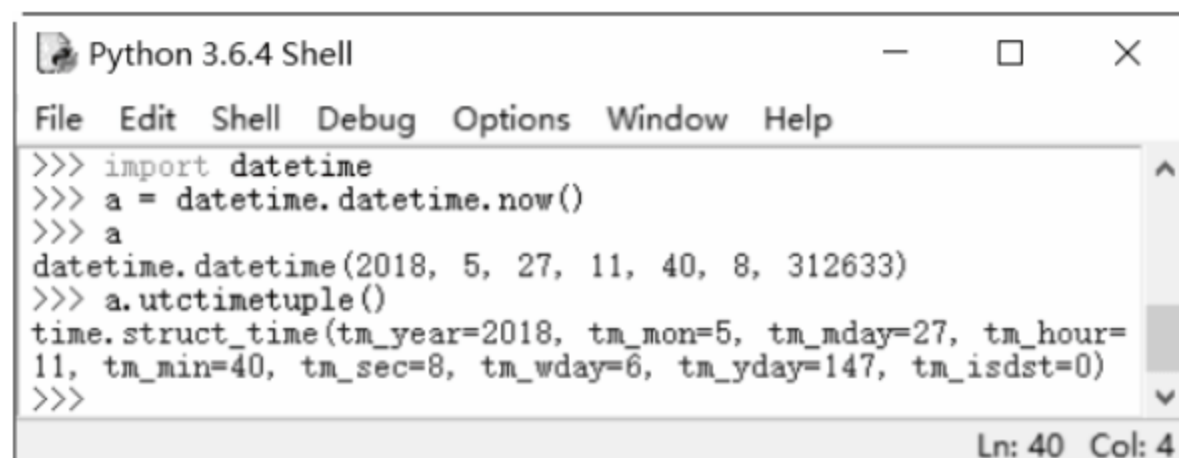 Python 3.6.4 Shell
File Edit Shell Debug Options Window Help
>>> import datetime
>>> a = datetime.datetime.now()
>>> a
datetime.datetime(2018, 5, 27, 11, 40, 8, 312633)
>>> a.utctimetuple()
time.struct_time(tm_year=2018, tm_mon=5, tm_mday=27, tm_hour=
11, tm_min=40, tm_sec=8, tm_wday=6, tm_yday=147, tm_isdst=0)
>>>
Ln: 40 Col: 4